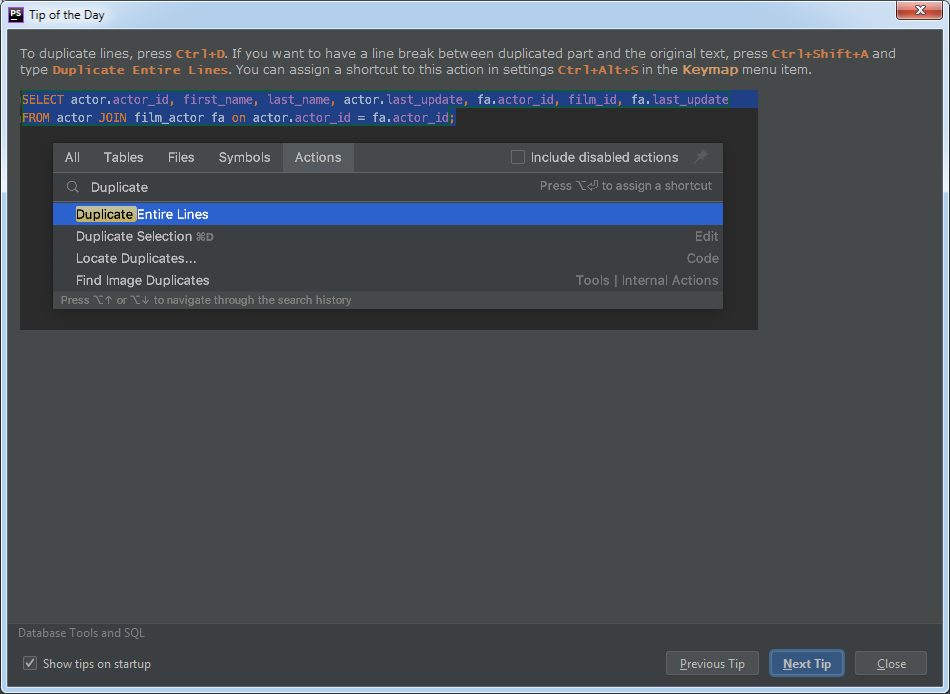 PS Tip of the Day
To duplicate lines, press Ctrl+D. If you want to have a line break between duplicated part and the original text, press Ctrl+Shift+A and
type Duplicate Entire Lines. You can assign a shortcut to this action in settings Ctrl+Alt+S in the Keymap menu item.
SELECT actor.actor_id, first_name, last_name, actor.last_update, fa.actor_id, film_id, fa.last_update
FROM actor JOIN film_actor fa on actor.actor_id = fa.actor_id;
All Tables Files Symbols Actions Include disabled actions
Duplicate Press ⌥⏎ to assign a shortcut
Duplicate Entire Lines
Duplicate Selection ⌘D Edit
Locate Duplicates... Code
Find Image Duplicates Tools | Internal Actions
Press ⌥↑ or ⌥↓ to navigate through the search history
Database Tools and SQL
Show tips on startup Previous Tip Next Tip Close